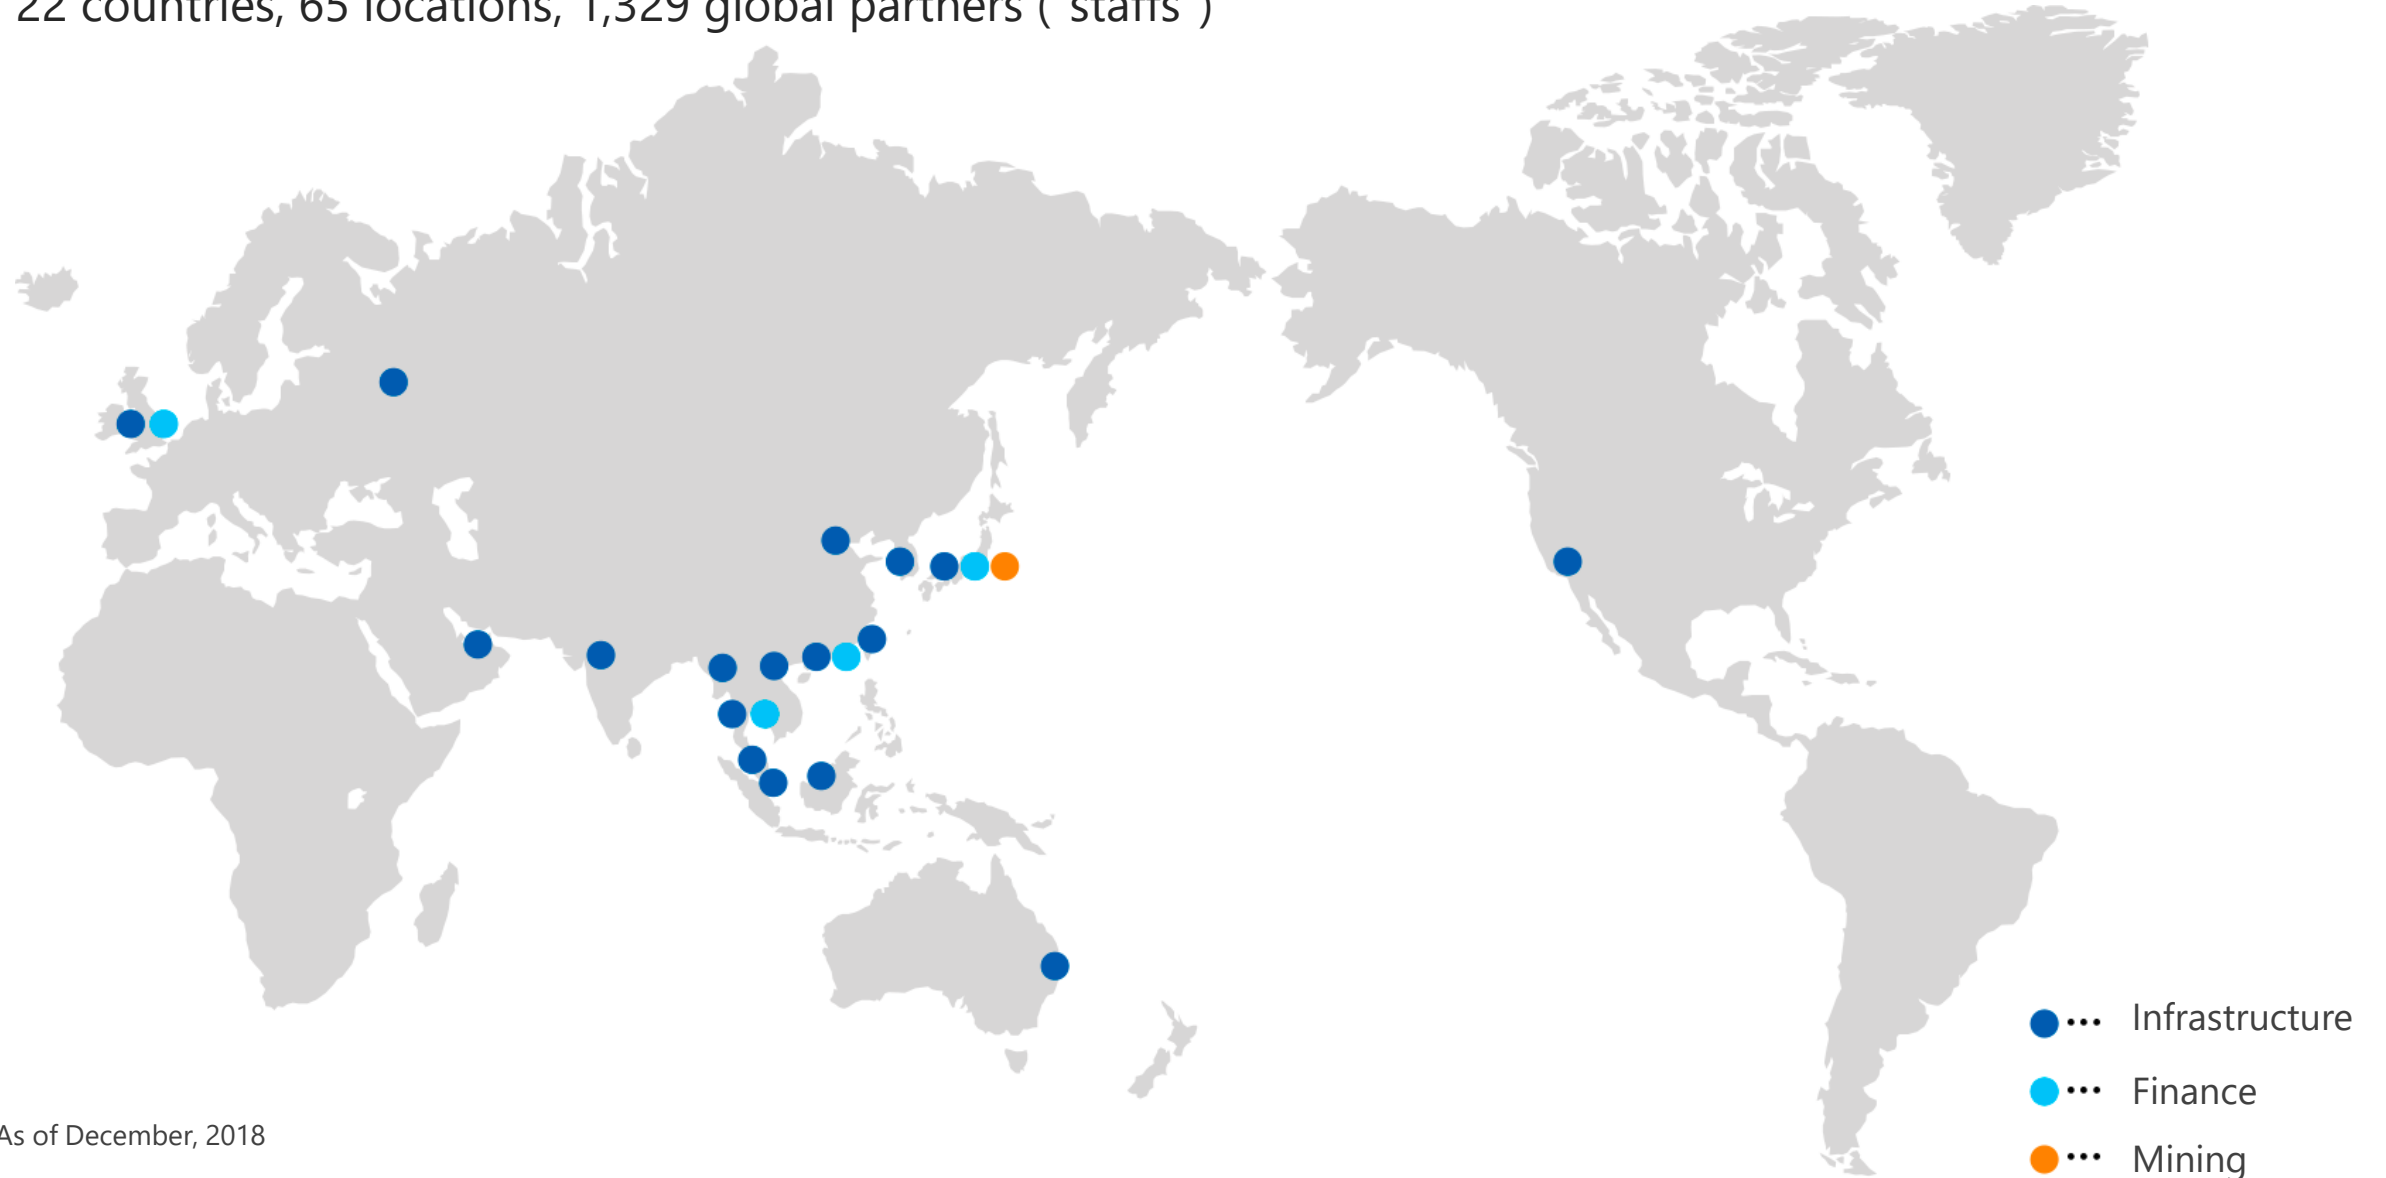 22 countries, 65 locations, 1,329 global partners ("staffs")
Infrastructure
Finance
As of December, 2018
Mining